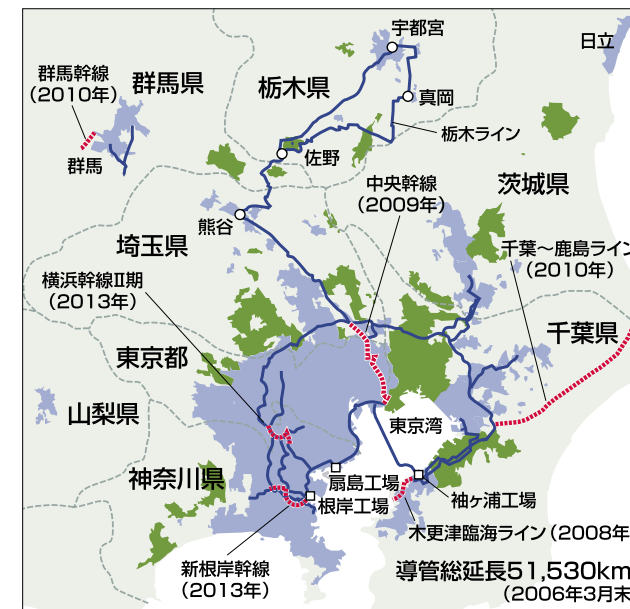 宇都宮
日立
群馬幹線
（2010年）
群馬県
栃木県
真岡
栃木ライン
群馬
佐野
中央幹線
（2009年）
茨城県
熊谷
埼玉県
千葉～鹿島ライン
（2010年）
横浜幹線Ⅱ期
（2013年）
千葉県
東京都
山梨県
東京湾
神奈川県
扇島工場
根岸工場
袖ヶ浦工場
木更津臨海ライン（2008年
新根岸幹線
（2013年）
導管総延長51,530km
（2006年3月末